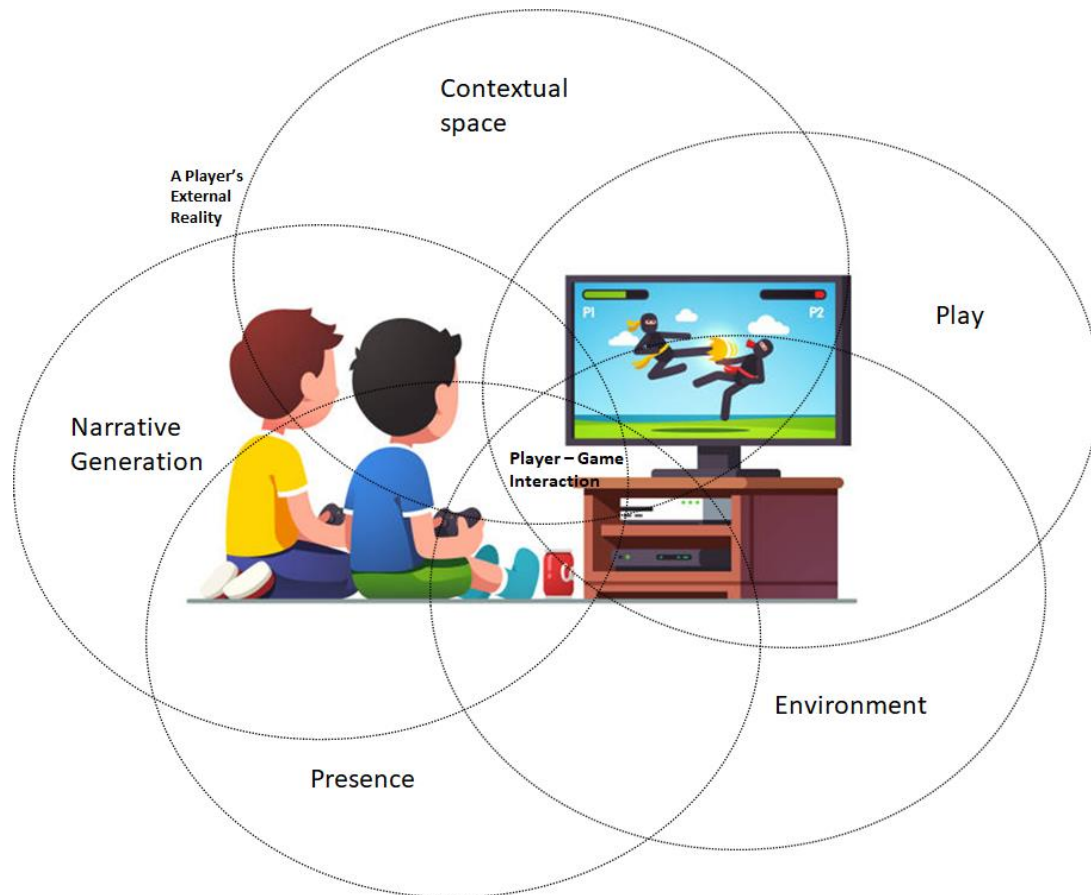 Contextual
space
A Player's
External
Reality
P1
P2
Play
Narrative
Generation
Player – Game
Interaction
Environment
Presence